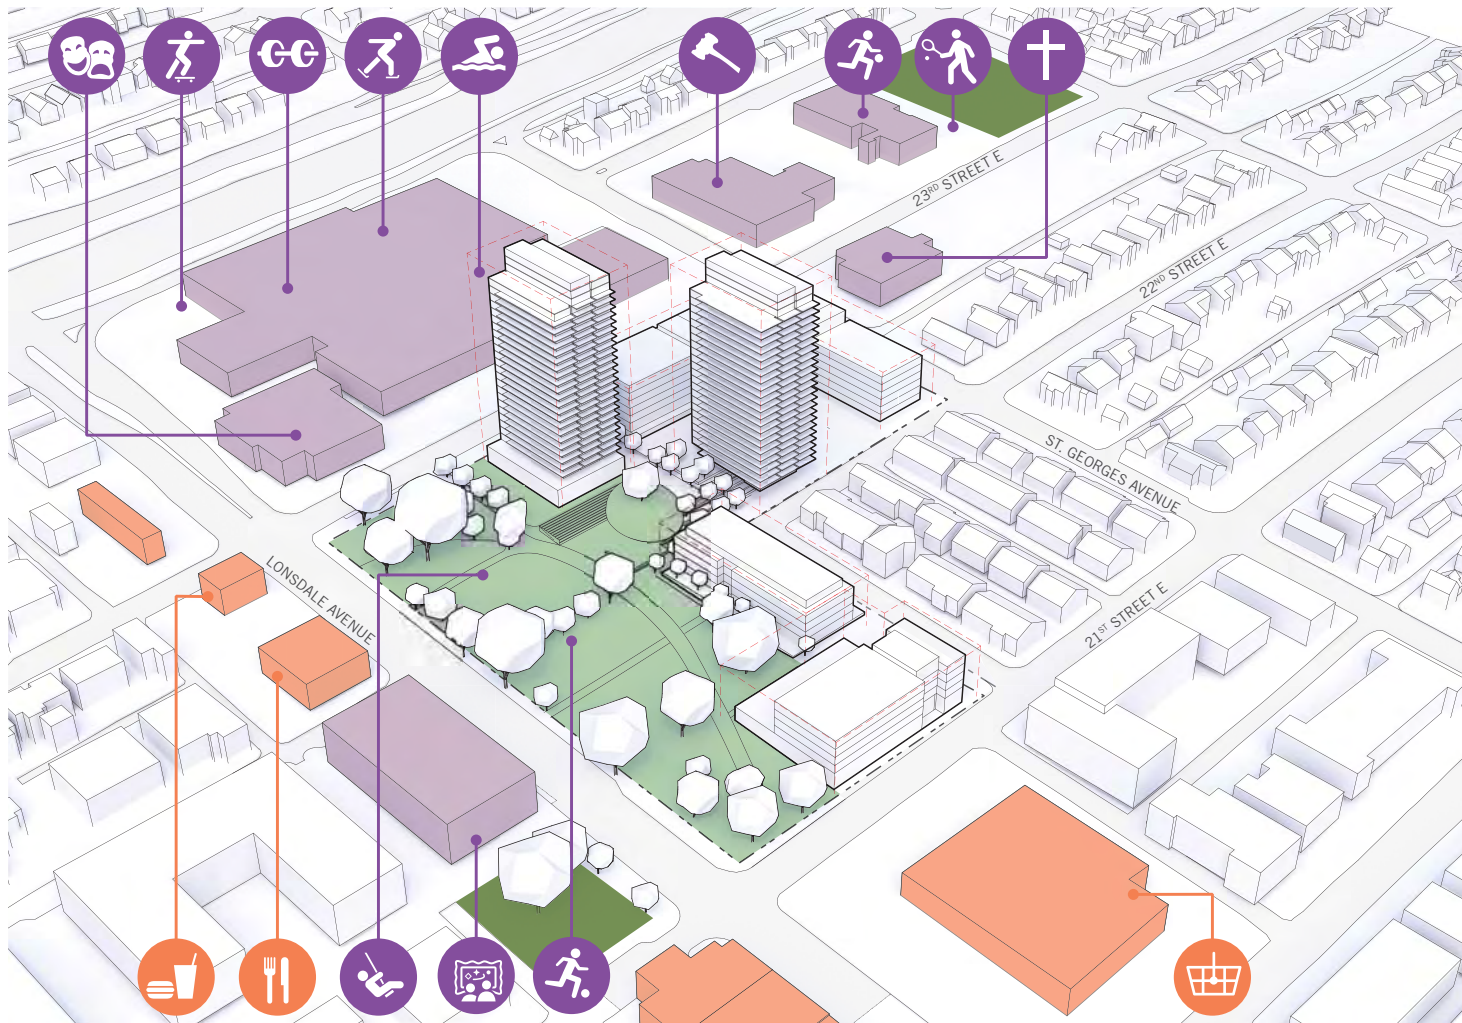 23RD STREET E
22ND STREET E
ST. GEORGES AVENUE
LONSDALE AVENUE
21ST STREET E